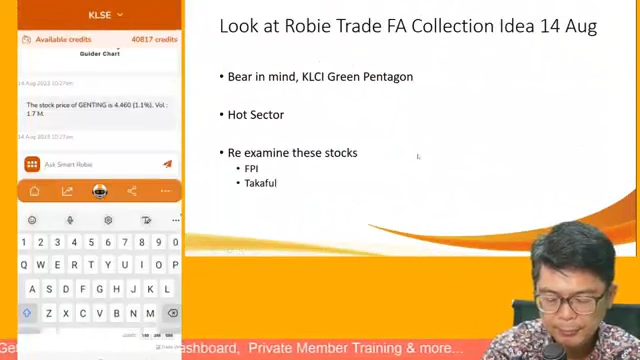 KLSE
Available credits 40817 credits
Guider Chart
14 Aug 2023 10:27am
The stock price of GENTING is 4.460 (1.1%). Vol.:
1.7 M.
14 Aug 2023 10:27am
Ask Smart Robie
1 2 3 4 5 6 7 8 9 0
Q W E R T Y U I O P
A S D F G H J K L
Z X C V B N M
Look at Robie Trade FA Collection Idea 14 Aug
• Bear in mind, KLCI Green Pentagon
• Hot Sector
• Re examine these stocks
• FPI
• Takaful
Dashboard, Private Member Training & more...